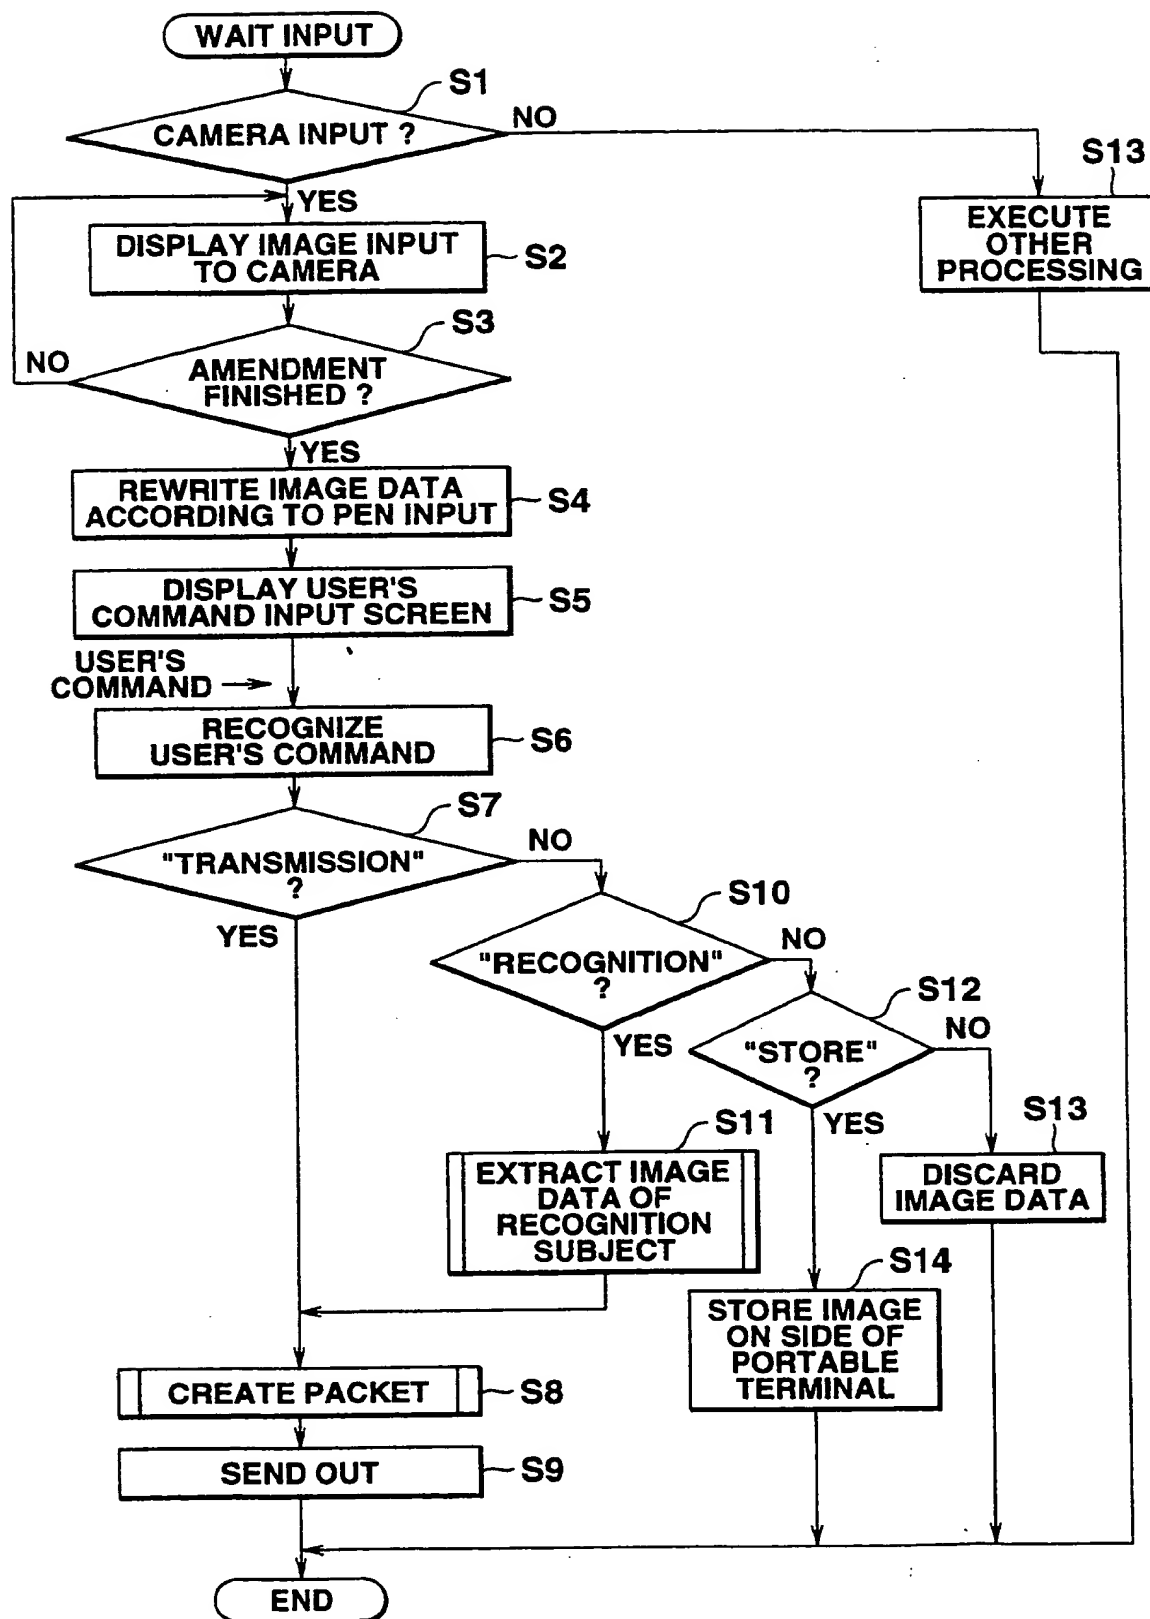 WAIT INPUT
S1
CAMERA INPUT ?
NO
S13
YES
EXECUTE
OTHER
PROCESSING
DISPLAY IMAGE INPUT
TO CAMERA
S2
S3
NO
AMENDMENT
FINISHED ?
YES
REWRITE IMAGE DATA
ACCORDING TO PEN INPUT
S4
DISPLAY USER'S
COMMAND INPUT SCREEN
S5
USER'S
COMMAND
RECOGNIZE
USER'S COMMAND
S6
S7
NO
"TRANSMISSION"
?
YES
S10
NO
"RECOGNITION"
?
YES
S12
NO
"STORE"
?
YES
S11
EXTRACT IMAGE
DATA OF
RECOGNITION
SUBJECT
S13
DISCARD
IMAGE DATA
S14
STORE IMAGE
ON SIDE OF
PORTABLE
TERMINAL
CREATE PACKET
S8
SEND OUT
S9
END